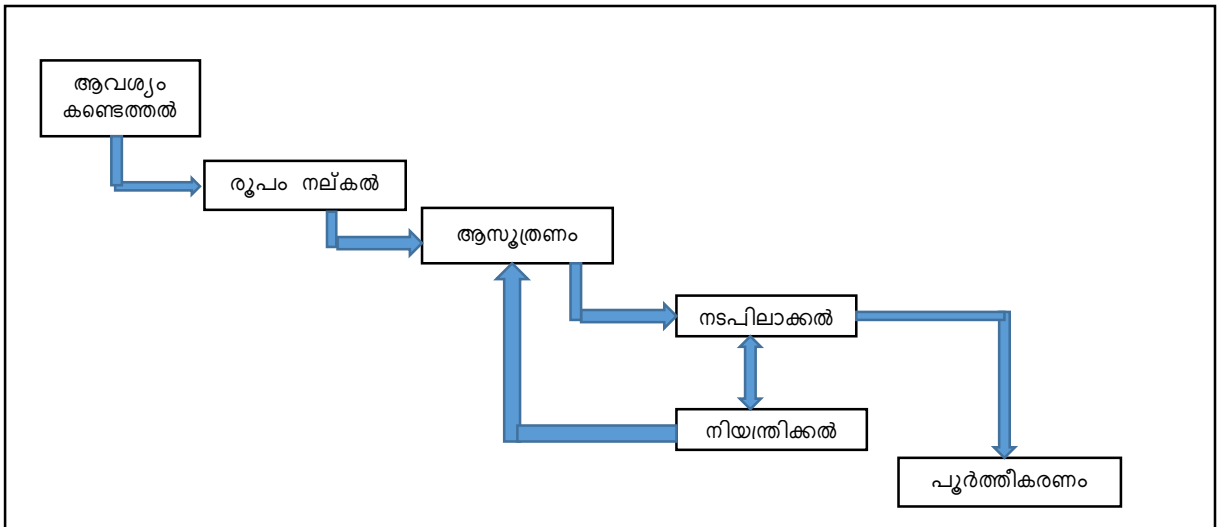 ആവശ്യം
കണ്ടെത്തൽ
രൂപം നല്കൽ
ആസൂത്രണം
നടപിലാക്കൽ
നിയന്ത്രിക്കൽ
പൂർത്തീകരണം